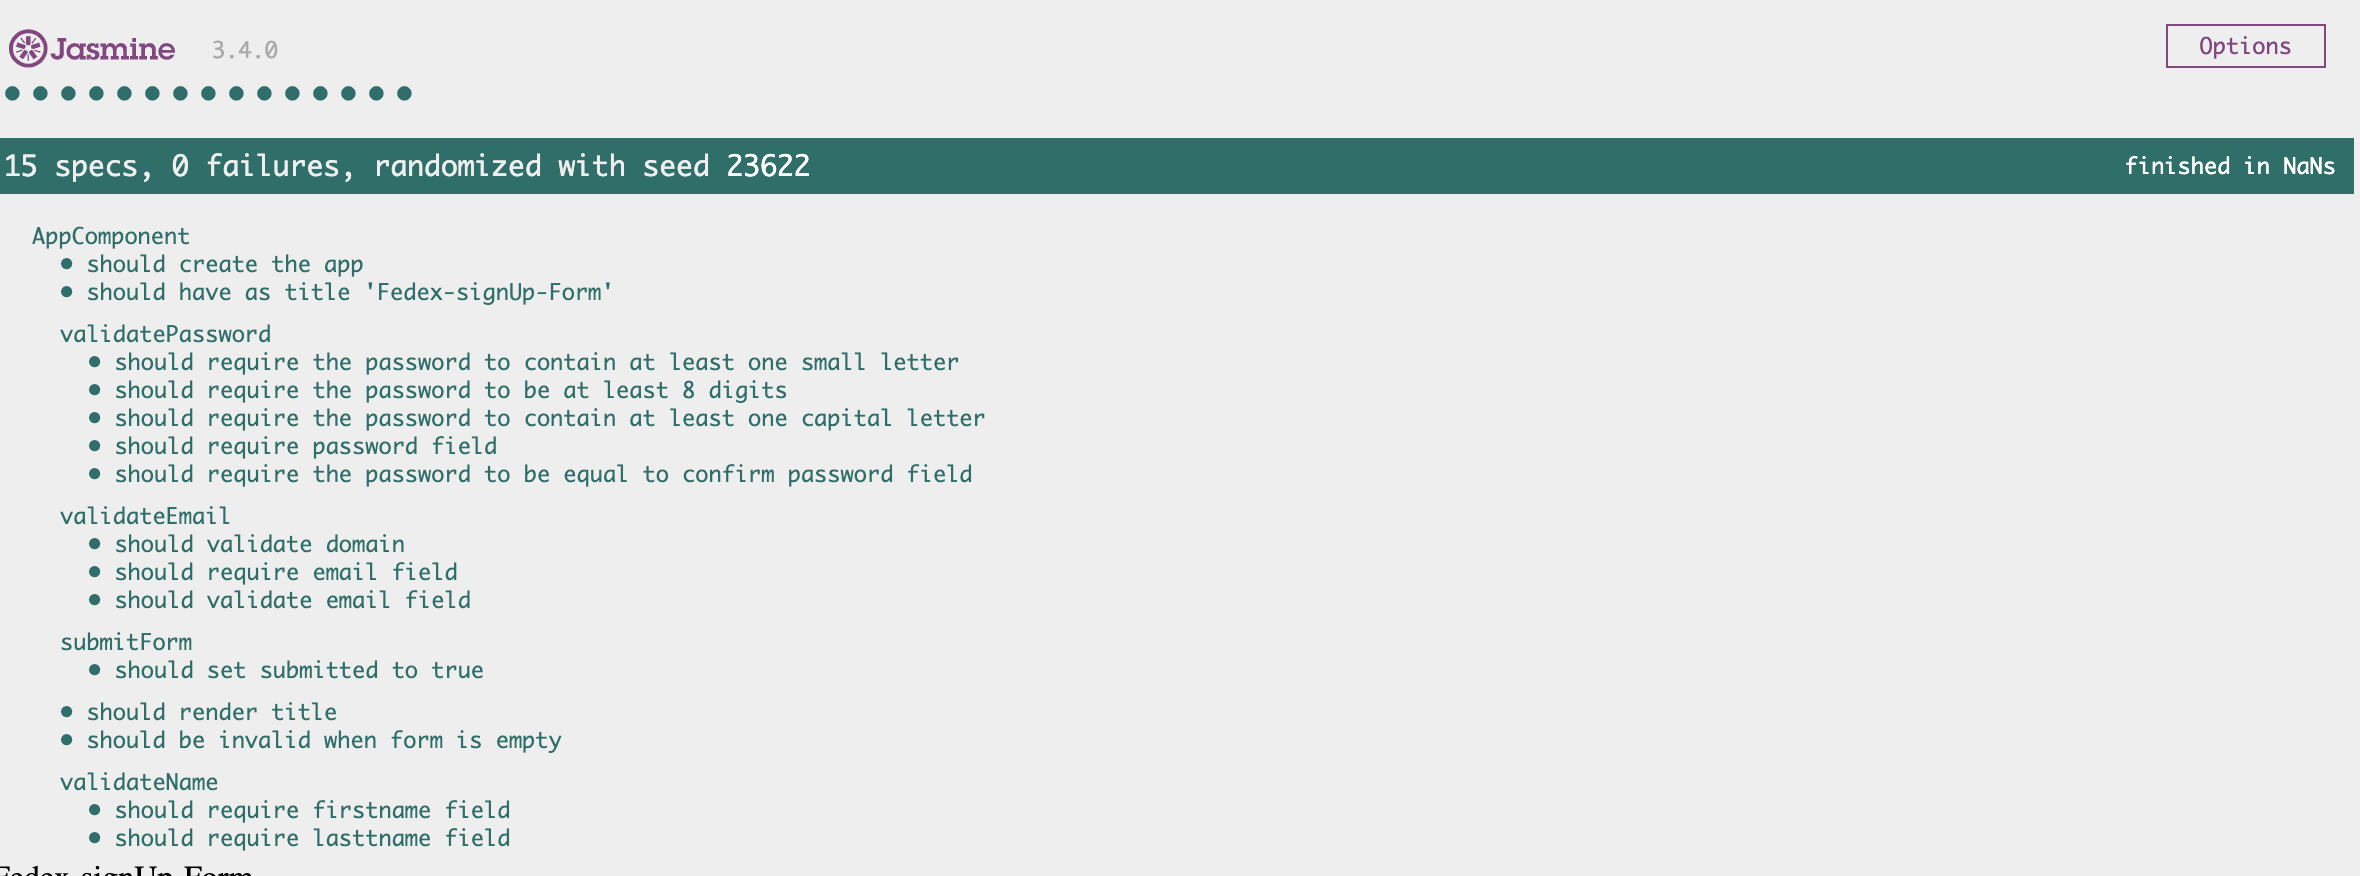 Jasmine 3.4.0 Options
15 specs, 0 failures, randomized with seed 23622 finished in NaNs
AppComponent
• should create the app
• should have as title 'Fedex-signUp-Form'
validatePassword
• should require the password to contain at least one small letter
• should require the password to be at least 8 digits
• should require the password to contain at least one capital letter
• should require password field
• should require the password to be equal to confirm password field
validateEmail
• should validate domain
• should require email field
• should validate email field
submitForm
• should set submitted to true
• should render title
• should be invalid when form is empty
validateName
• should require firstname field
• should require lasttname field
Fedex-signUp-Form